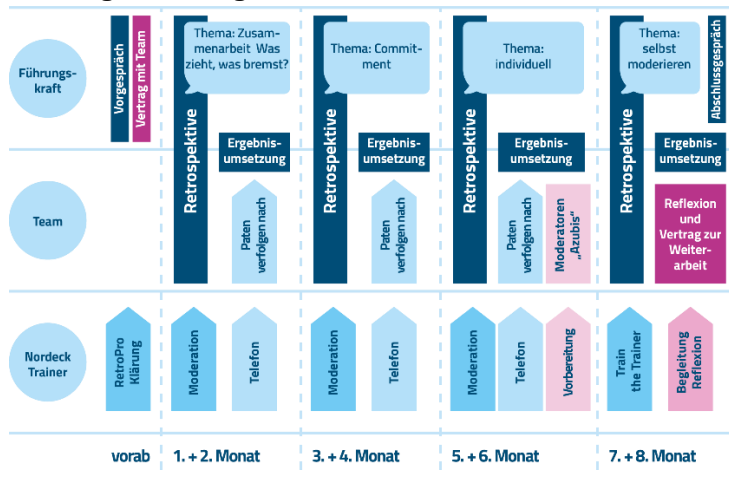 Führungs-
kraft
Vorgespräch
Vertrag mit Team
Retrospektive
Thema: Zusam-
menarbeit Was
zieht, was bremst?
Ergebnis-
umsetzung
Retrospektive
Thema: Commit-
ment
Ergebnis-
umsetzung
Retrospektive
Thema:
individuell
Ergebnis-
umsetzung
Retrospektive
Thema:
selbst
moderieren
Ergebnis-
umsetzung
Abschlussgespräch
Team
Paten
verfolgen nach
Paten
verfolgen nach
Paten
verfolgen nach
Moderatoren
„Azubis“
Reflexion
und
Vertrag zur
Weiter-
arbeit
Nordeck
Trainer
RetroPro
Klärung
Moderation
Telefon
Moderation
Telefon
Moderation
Telefon
Vorbereitung
Train
the Trainer
Begleitung
Reflexion
vorab
1. + 2. Monat
3. + 4. Monat
5. + 6. Monat
7. + 8. Monat